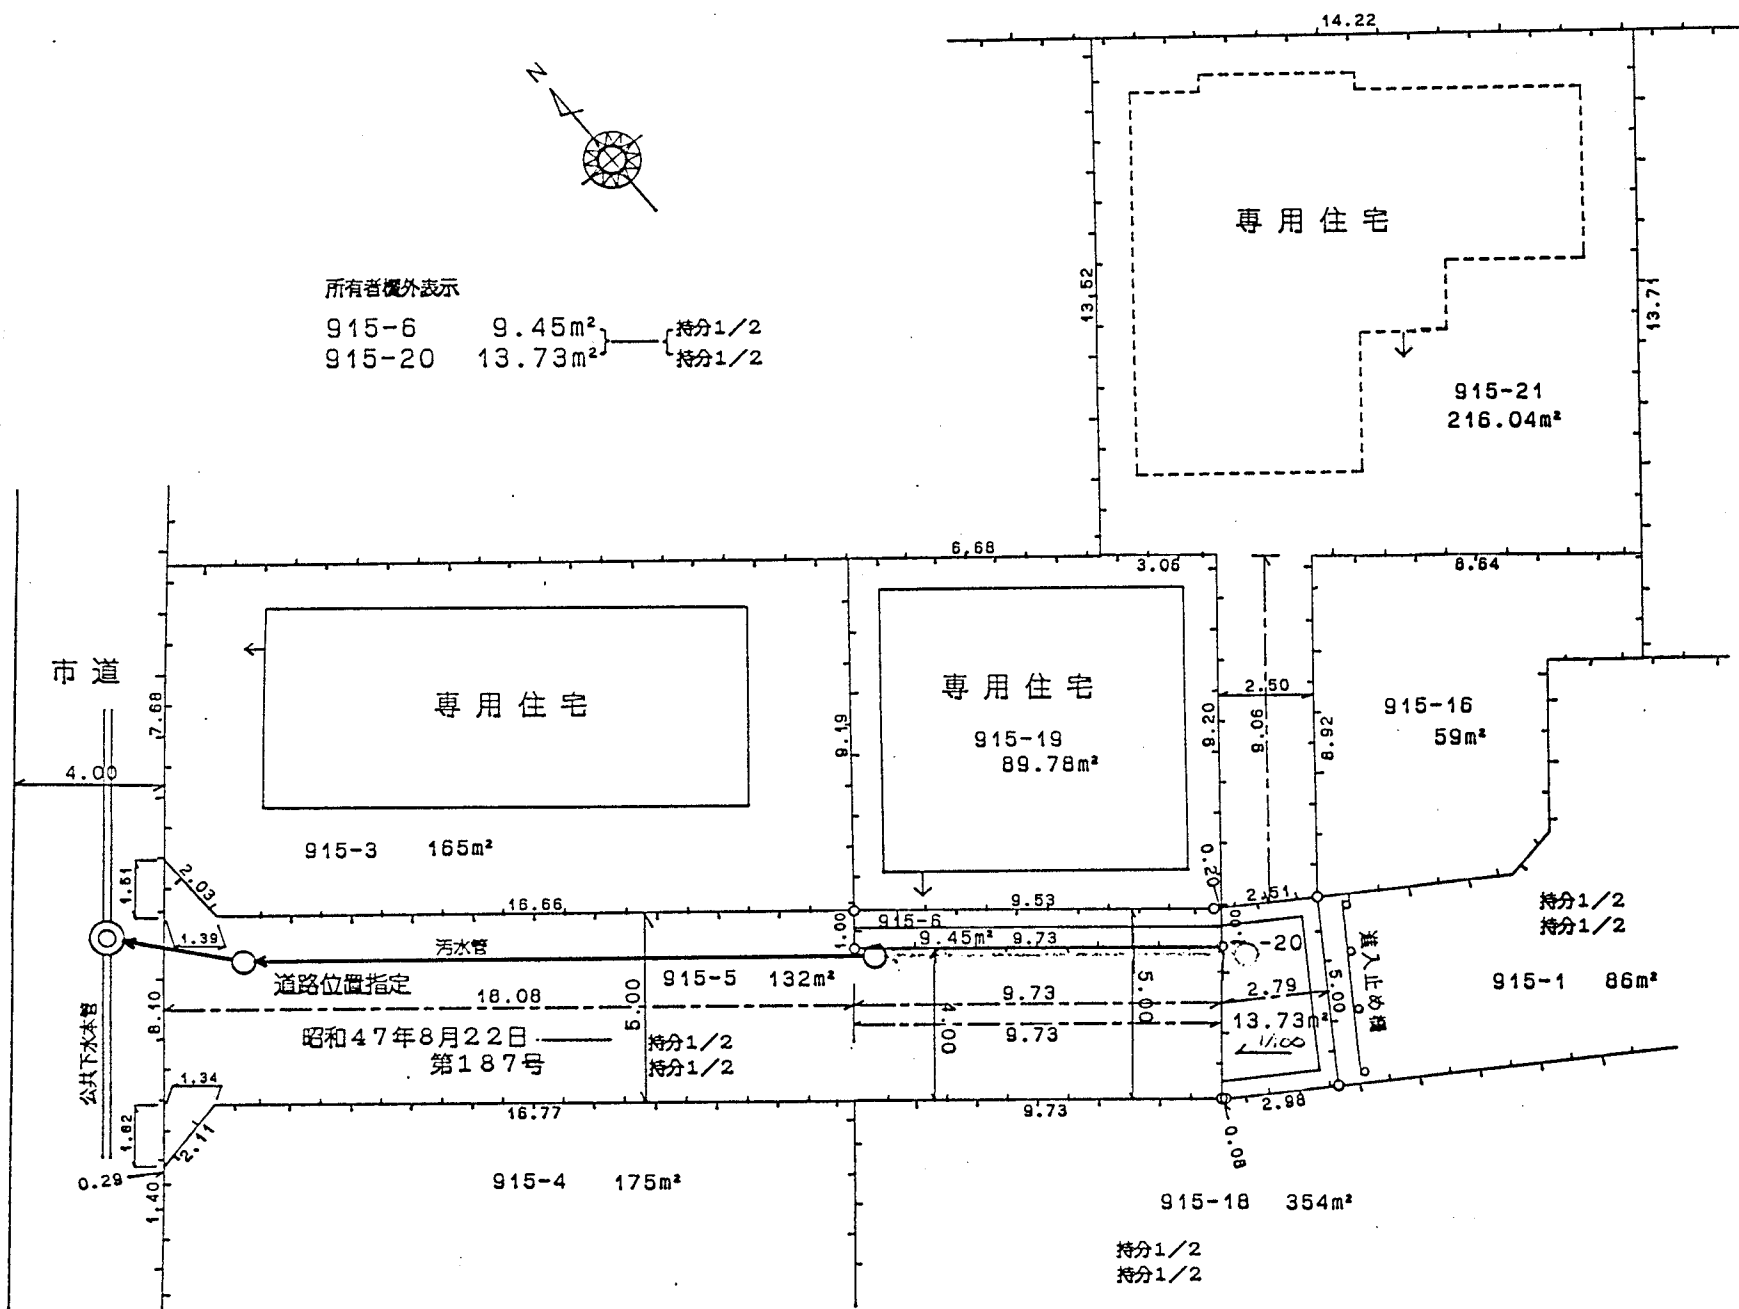 14.22
N
専用住宅
13.52
13.71
所有者欄外表示
915-6 9.45m² 持分1/2
915-20 13.73m² 持分1/2
915-21
216.04m²
6.68
3.06
8.64
市道
7.68
4.00
専用住宅
915-3 165m²
9.19
専用住宅
915-19
89.78m²
9.20
2.50
9.06
8.92
915-16
59m²
1.51
2.03
16.66
9.53
0.20
2.51
持分1/2
持分1/2
1.39
汚水管
1.00
915-6
9.45m² 9.73
1.00
-20
進入止め柵
道路位置指定
915-5 132m²
915-1 86m²
18.08
5.00
9.73
5.00
2.79
5.00
8.10
昭和47年8月22日
第187号
持分1/2
持分1/2
4.00
9.73
13.73m²
1/100
公共下水本管
1.34
1.62
2.11
16.77
9.73
2.98
0.08
0.29
1.40
915-4 175m²
915-18 354m²
持分1/2
持分1/2